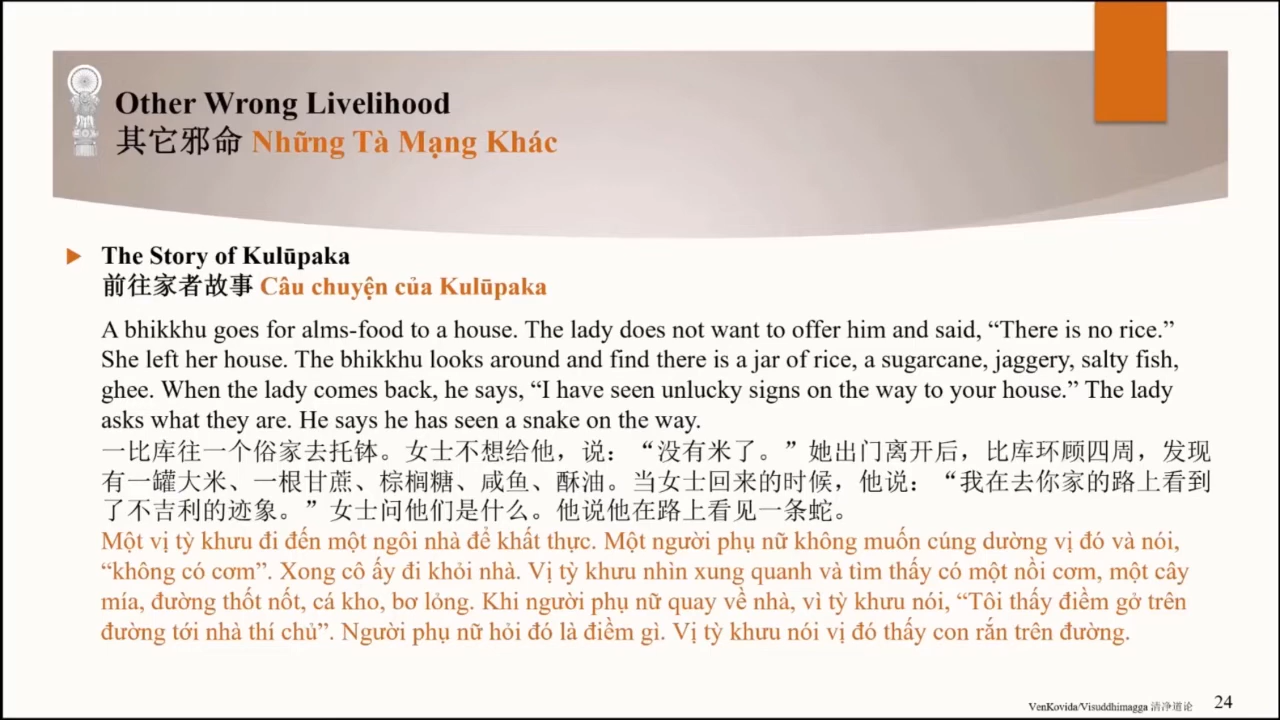 Other Wrong Livelihood
其它邪命 Những Tà Mạng Khác
The Story of Kulūpaka
前往家者故事 Câu chuyện của Kulūpaka
A bhikkhu goes for alms-food to a house. The lady does not want to offer him and said, “There is no rice.”
She left her house. The bhikkhu looks around and find there is a jar of rice, a sugarcane, jaggery, salty fish,
ghee. When the lady comes back, he says, “I have seen unlucky signs on the way to your house.” The lady
asks what they are. He says he has seen a snake on the way.
一比库往一个俗家去托钵。女士不想给他，说：“没有米了。”她出门离开后，比库环顾四周，发现
有一罐大米、一根甘蔗、棕榈糖、咸鱼、酥油。当女士回来的时候，他说：“我在去你家的路上看到
了不吉利的迹象。”女士问他们是什么。他说他在路上看见一条蛇。
Một vị tỳ khưu đi đến một ngôi nhà để khất thực. Một người phụ nữ không muốn cúng dường vị đó và nói,
“không có cơm”. Xong cô ấy đi khỏi nhà. Vị tỳ khưu nhìn xung quanh và tìm thấy có một nồi cơm, một cây
mía, đường thốt nốt, cá kho, bơ lỏng. Khi người phụ nữ quay về nhà, vì tỳ khưu nói, “Tôi thấy điềm gở trên
đường tới nhà thí chủ”. Người phụ nữ hỏi đó là điềm gì. Vị tỳ khưu nói vị đó thấy con rắn trên đường.
VenKovida/Visuddhimagga 清净道论 24